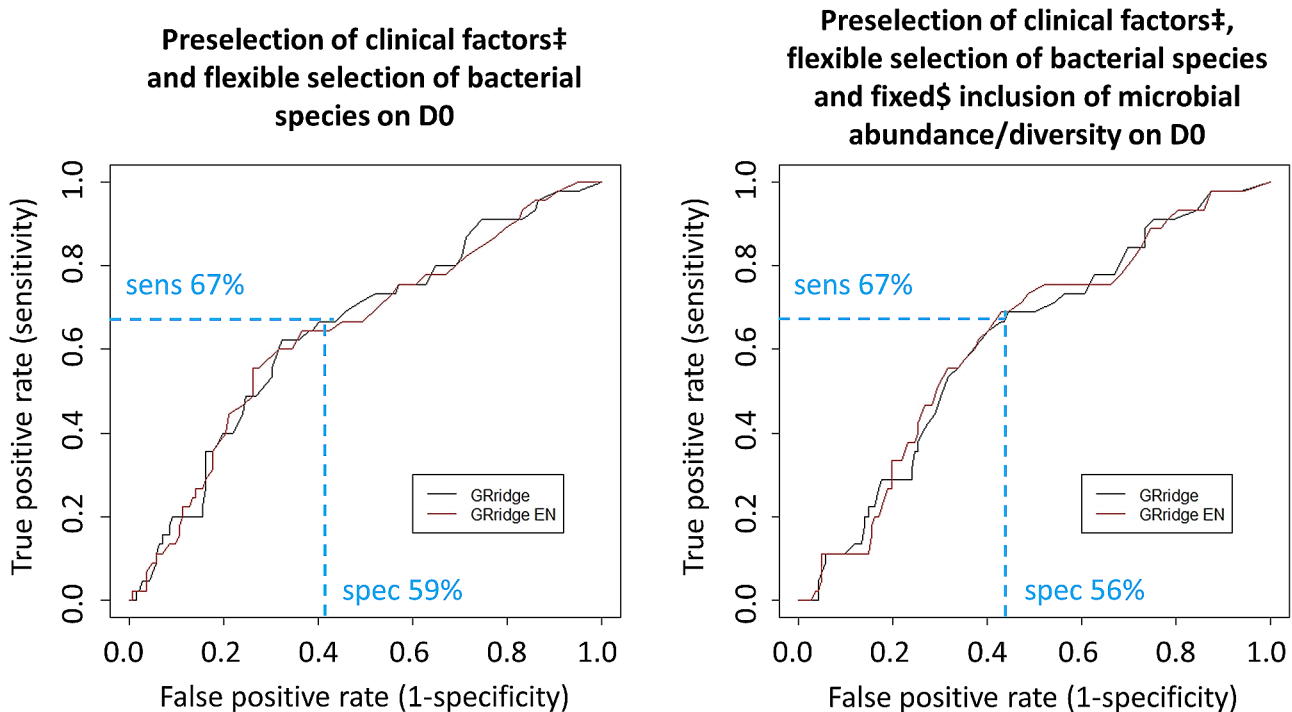 Preselection of clinical factors‡
and flexible selection of bacterial
species on D0
True positive rate (sensitivity)
1.0
0.8
0.6
0.4
0.2
0.0
sens 67%
spec 59%
GRridge
GRridge EN
0.0
0.2
0.4
0.6
0.8
1.0
False positive rate (1-specificity)
Preselection of clinical factors‡,
flexible selection of bacterial species
and fixed$ inclusion of microbial
abundance/diversity on D0
True positive rate (sensitivity)
1.0
0.8
0.6
0.4
0.2
0.0
sens 67%
spec 56%
GRridge
GRridge EN
0.0
0.2
0.4
0.6
0.8
1.0
False positive rate (1-specificity)